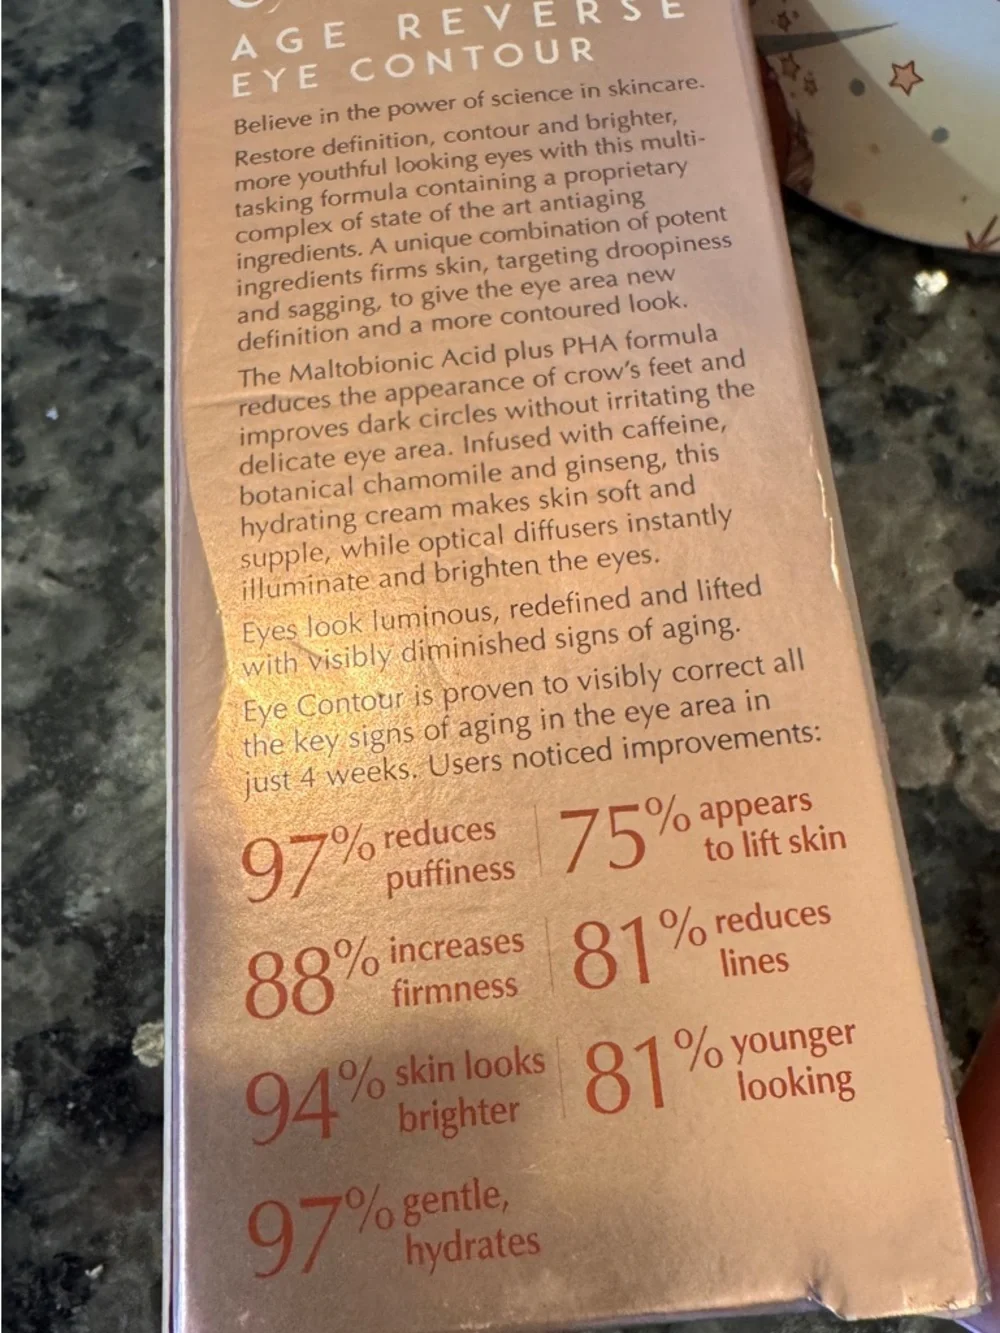 AGE REVERSE
EYE CONTOUR
Believe in the power of science in skincare.
Restore definition, contour and brighter,
more youthful looking eyes with this multi-
tasking formula containing a proprietary
complex of state of the art antiaging
ingredients. A unique combination of potent
ingredients firms skin, targeting droopiness
and sagging, to give the eye area new
definition and a more contoured look.
The Maltobionic Acid plus PHA formula
reduces the appearance of crow's feet and
improves dark circles without irritating the
delicate eye area. Infused with caffeine,
botanical chamomile and ginseng, this
hydrating cream makes skin soft and
supple, while optical diffusers instantly
illuminate and brighten the eyes.
Eyes look luminous, redefined and lifted
with visibly diminished signs of aging.
Eye Contour is proven to visibly correct all
the key signs of aging in the eye area in
just 4 weeks. Users noticed improvements:
97% reduces
puffiness
75% appears
to lift skin
88% increases
firmness
81% reduces
lines
94% skin looks
brighter
81% younger
looking
97% gentle,
hydrates